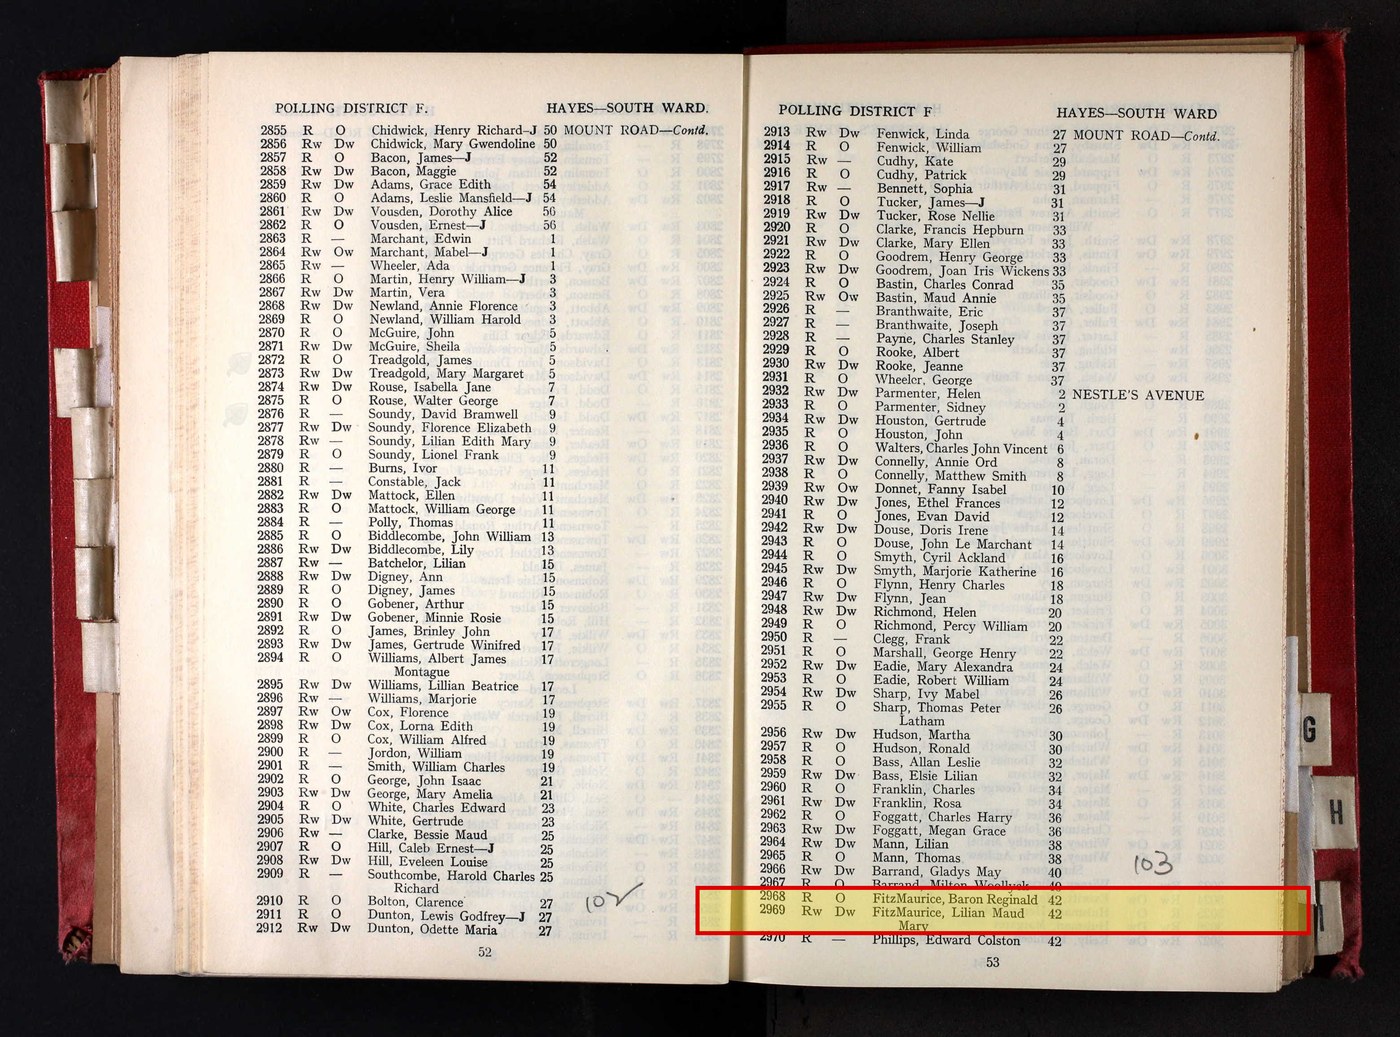 POLLING DISTRICT F. HAYES—SOUTH WARD.
2855 R O Chidwick, Henry Richard–J 50 MOUNT ROAD—Contd.
2856 Rw Dw Chidwick, Mary Gwendoline 50
2857 R O Bacon, James—J 52
2858 Rw Dw Bacon, Maggie 52
2859 Rw Dw Adams, Grace Edith 54
2860 R O Adams, Leslie Mansfield—J 54
2861 Rw Dw Vousden, Dorothy Alice 56
2862 R O Vousden, Ernest—J 56
2863 R — Marchant, Edwin 1
2864 Rw Ow Marchant, Mabel—J 1
2865 Rw — Wheeler, Ada 1
2866 R O Martin, Henry William—J 3
2867 Rw Dw Martin, Vera 3
2868 Rw Dw Newland, Annie Florence 3
2869 R O Newland, William Harold 3
2870 R O McGuire, John 5
2871 Rw Dw McGuire, Sheila 5
2872 R O Treadgold, James 5
2873 Rw Dw Treadgold, Mary Margaret 5
2874 Rw Dw Rouse, Isabella Jane 7
2875 R O Rouse, Walter George 7
2876 R — Soundy, David Bramwell 9
2877 Rw Dw Soundy, Florence Elizabeth 9
2878 Rw — Soundy, Lilian Edith Mary 9
2879 R O Soundy, Lionel Frank 9
2880 R — Burns, Ivor 11
2881 R — Constable, Jack 11
2882 Rw Dw Mattock, Ellen 11
2883 R O Mattock, William George 11
2884 R — Polly, Thomas 11
2885 R O Biddlecombe, John William 13
2886 Rw Dw Biddlecombe, Lily 13
2887 Rw — Batchelor, Lilian 15
2888 Rw Dw Digney, Ann 15
2889 R O Digney, James 15
2890 R O Gobener, Arthur 15
2891 Rw Dw Gobener, Minnie Rosie 15
2892 R O James, Brinley John 17
2893 Rw Dw James, Gertrude Winifred 17
2894 R O Williams, Albert James 17
Montague
2895 Rw Dw Williams, Lillian Beatrice 17
2896 Rw — Williams, Marjorie 17
2897 Rw Ow Cox, Florence 19
2898 Rw Dw Cox, Lorna Edith 19
2899 R O Cox, William Alfred 19
2900 R — Jordon, William 19
2901 R — Smith, William Charles 19
2902 R O George, John Isaac 21
2903 Rw Dw George, Mary Amelia 21
2904 R O White, Charles Edward 23
2905 Rw Dw White, Gertrude 23
2906 Rw — Clarke, Bessie Maud 25
2907 R O Hill, Caleb Ernest—J 25
2908 Rw Dw Hill, Eveleen Louise 25
2909 R — Southcombe, Harold Charles 25
Richard
2910 R O Bolton, Clarence 27
2911 R O Dunton, Lewis Godfrey—J 27
2912 Rw Dw Dunton, Odette Maria 27
102
52
POLLING DISTRICT F HAYES—SOUTH WARD
2913 Rw Dw Fenwick, Linda 27 MOUNT ROAD—Contd.
2914 R O Fenwick, William 27
2915 Rw — Cudhy, Kate 29
2916 R O Cudhy, Patrick 29
2917 Rw — Bennett, Sophia 31
2918 R O Tucker, James—J 31
2919 Rw Dw Tucker, Rose Nellie 31
2920 R O Clarke, Francis Hepburn 33
2921 Rw Dw Clarke, Mary Ellen 33
2922 R O Goodrem, Henry George 33
2923 Rw Dw Goodrem, Joan Iris Wickens 33
2924 R O Bastin, Charles Conrad 35
2925 Rw Ow Bastin, Maud Annie 35
2926 R — Branthwaite, Eric 37
2927 R — Branthwaite, Joseph 37
2928 R — Payne, Charles Stanley 37
2929 R O Rooke, Albert 37
2930 Rw Dw Rooke, Jeanne 37
2931 R O Wheeler, George 37
2932 Rw Dw Parmenter, Helen 2 NESTLE'S AVENUE
2933 R O Parmenter, Sidney 2
2934 Rw Dw Houston, Gertrude 4
2935 R O Houston, John 4
2936 R O Walters, Charles John Vincent 6
2937 Rw Dw Connelly, Annie Ord 8
2938 R O Connelly, Matthew Smith 8
2939 Rw Ow Donnet, Fanny Isabel 10
2940 Rw Dw Jones, Ethel Frances 12
2941 R O Jones, Evan David 12
2942 Rw Dw Douse, Doris Irene 14
2943 R O Douse, John Le Marchant 14
2944 R O Smyth, Cyril Ackland 16
2945 Rw Dw Smyth, Marjorie Katherine 16
2946 R O Flynn, Henry Charles 18
2947 Rw Dw Flynn, Jean 18
2948 Rw Dw Richmond, Helen 20
2949 R O Richmond, Percy William 20
2950 R — Clegg, Frank 22
2951 R O Marshall, George Henry 22
2952 Rw Dw Eadie, Mary Alexandra 24
2953 R O Eadie, Robert William 24
2954 Rw Dw Sharp, Ivy Mabel 26
2955 R O Sharp, Thomas Peter 26
Latham
2956 Rw Dw Hudson, Martha 30
2957 R O Hudson, Ronald 30
2958 R O Bass, Allan Leslie 32
2959 Rw Dw Bass, Elsie Lilian 32
2960 R O Franklin, Charles 34
2961 Rw Dw Franklin, Rosa 34
2962 R O Foggatt, Charles Harry 36
2963 Rw Dw Foggatt, Megan Grace 36
2964 Rw Dw Mann, Lilian 38
2965 R O Mann, Thomas 38
2966 Rw Dw Barrand, Gladys May 40
2967 R O Barrand, Milton Woollyck 40
2968 R O FitzMaurice, Baron Reginald 42
2969 Rw Dw FitzMaurice, Lilian Maud 42
Mary
2970 R — Phillips, Edward Colston 42
103
53
G
H